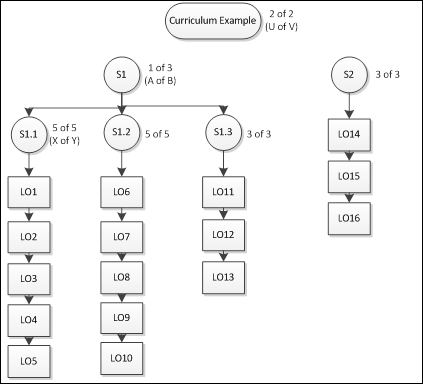 Curriculum Example
2 of 2
(U of V)
S1
1 of 3
(A of B)
S2
3 of 3
S1.1
5 of 5
(X of Y)
S1.2
5 of 5
S1.3
3 of 3
LO14
LO15
LO16
LO1
LO6
LO11
LO2
LO7
LO12
LO3
LO8
LO13
LO4
LO9
LO5
LO10